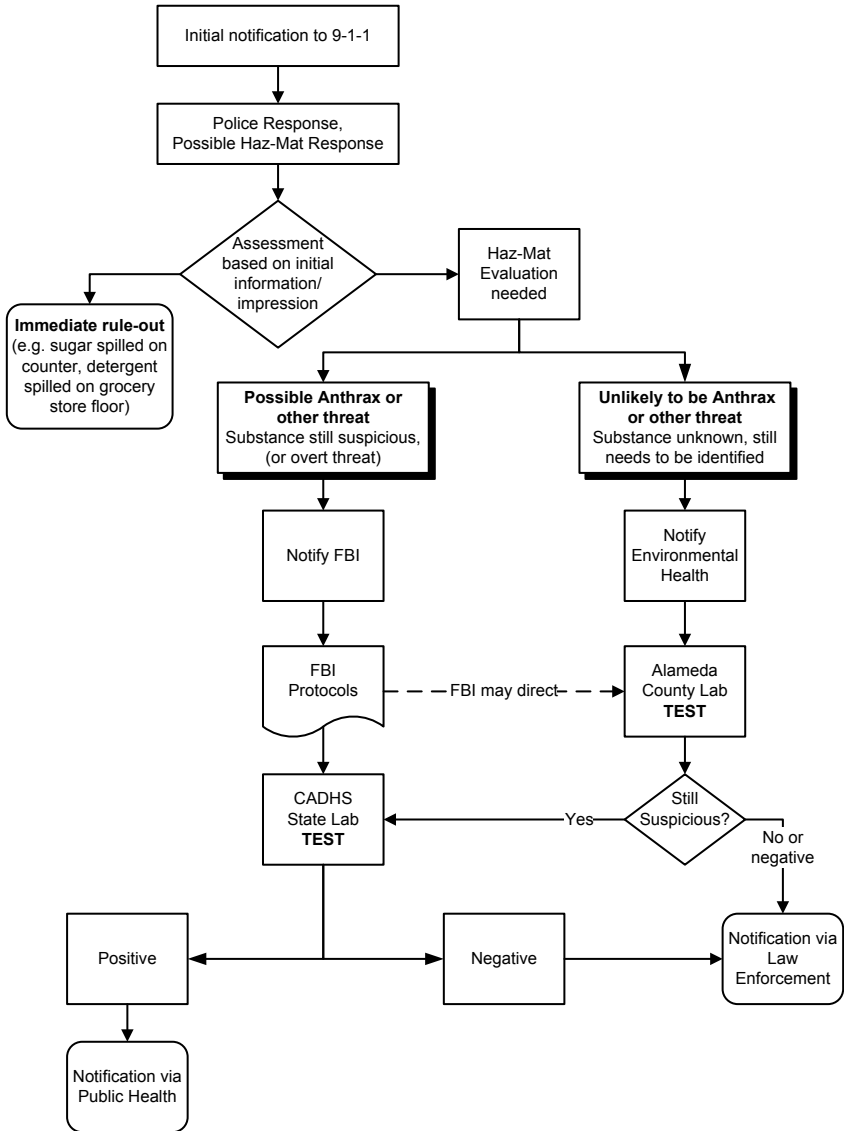 Initial notification to 9-1-1
Police Response,
Possible Haz-Mat Response
Assessment
based on initial
information/
impression
Haz-Mat
Evaluation
needed
Immediate rule-out
(e.g. sugar spilled on
counter, detergent
spilled on grocery
store floor)
Possible Anthrax or
other threat
Substance still suspicious,
(or overt threat)
Unlikely to be Anthrax
or other threat
Substance unknown, still
needs to be identified
Notify FBI
Notify
Environmental
Health
FBI
Protocols
FBI may direct
Alameda
County Lab
TEST
CADHS
State Lab
TEST
Yes
Still
Suspicious?
No or
negative
Positive
Negative
Notification via
Law
Enforcement
Notification via
Public Health